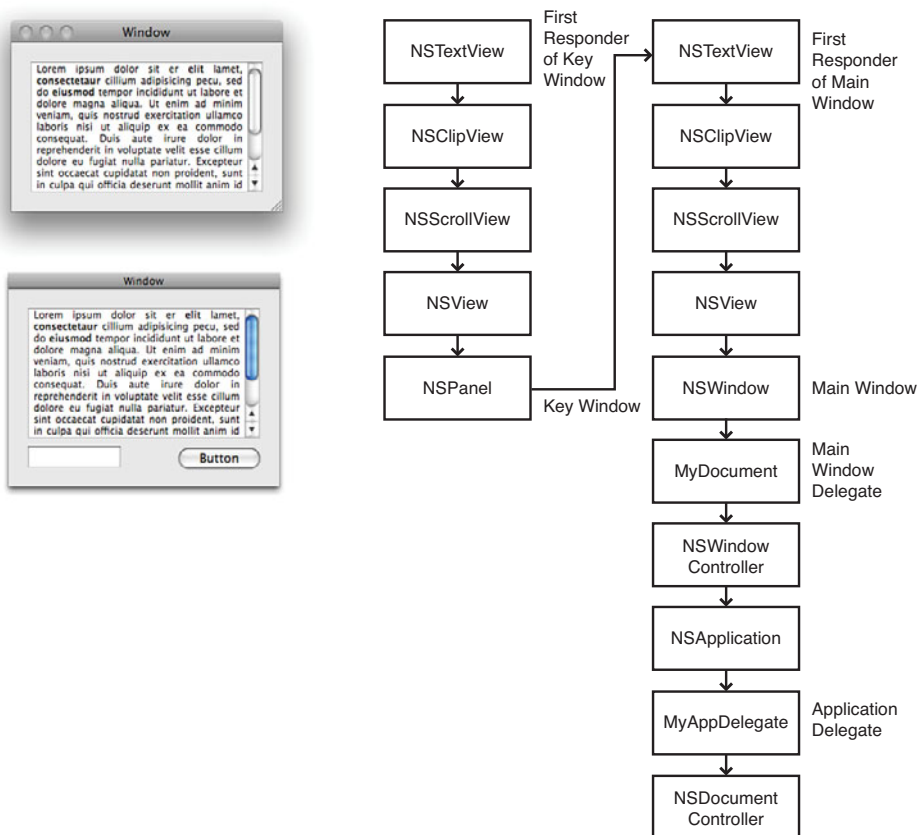 Window
Lorem ipsum dolor sit er elit lamet,
consectetaur cillium adipisicing pecu, sed
do eiusmod tempor incididunt ut labore et
dolore magna aliqua. Ut enim ad minim
veniam, quis nostrud exercitation ullamco
laboris nisi ut aliquip ex ea commodo
consequat. Duis aute irure dolor in
reprehenderit in voluptate velit esse cillum
dolore eu fugiat nulla pariatur. Excepteur
sint occaecat cupidatat non proident, sunt
in culpa qui officia deserunt mollit anim id
Window
Lorem ipsum dolor sit er elit lamet,
consectetaur cillium adipisicing pecu, sed
do eiusmod tempor incididunt ut labore et
dolore magna aliqua. Ut enim ad minim
veniam, quis nostrud exercitation ullamco
laboris nisi ut aliquip ex ea commodo
consequat. Duis aute irure dolor in
reprehenderit in voluptate velit esse cillum
dolore eu fugiat nulla pariatur. Excepteur
sint occaecat cupidatat non proident, sunt
in culpa qui officia deserunt mollit anim id
Button
NSTextView
First
Responder
of Key
Window
NSClipView
NSScrollView
NSView
NSPanel
Key Window
NSTextView
First
Responder
of Main
Window
NSClipView
NSScrollView
NSView
NSWindow
Main Window
MyDocument
Main
Window
Delegate
NSWindow
Controller
NSApplication
MyAppDelegate
Application
Delegate
NSDocument
Controller